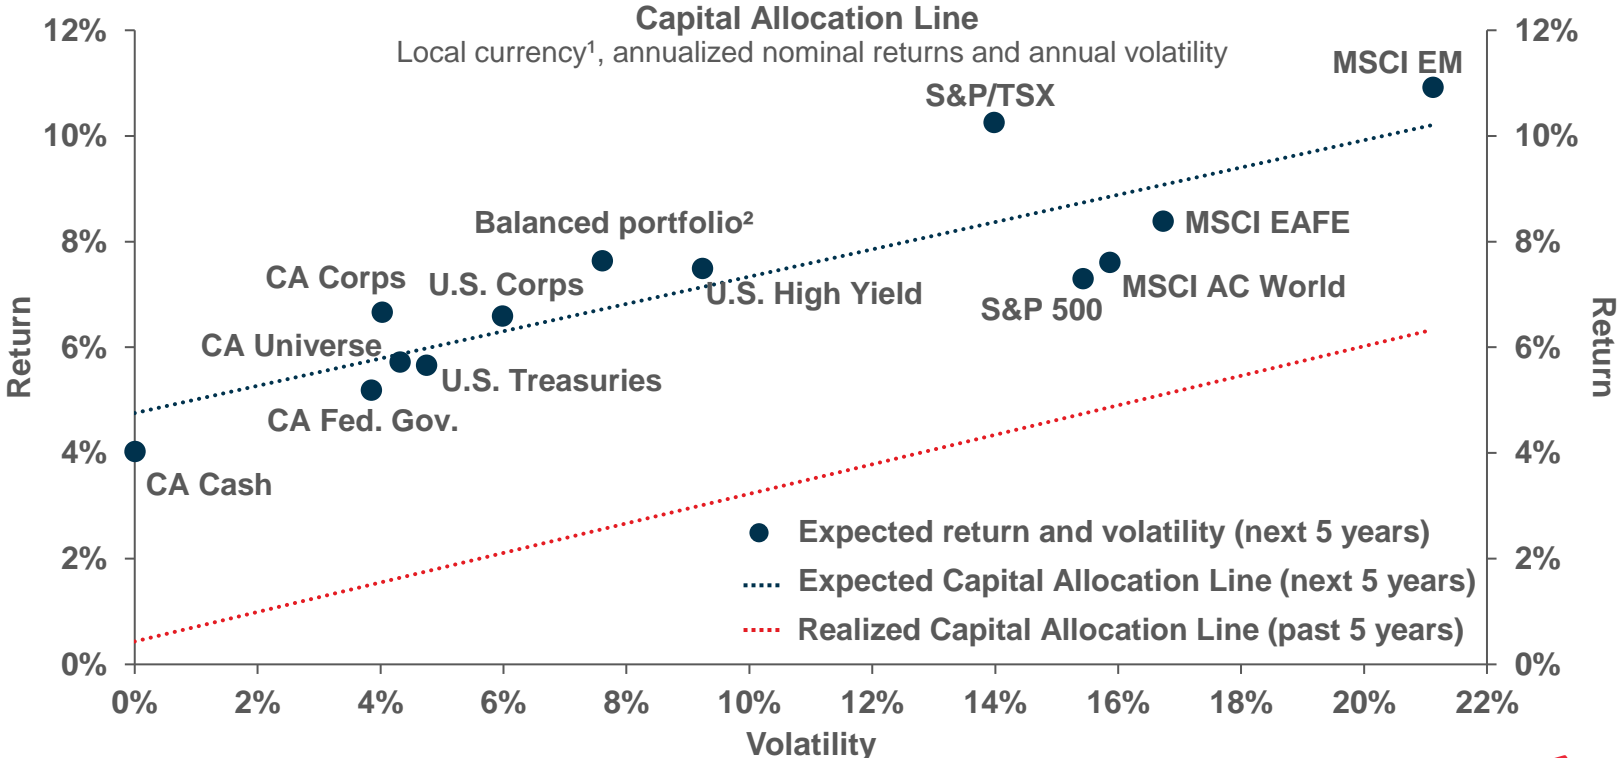 Capital Allocation Line
Local currency¹, annualized nominal returns and annual volatility
12%
10%
8%
6%
4%
2%
0%
Return
12%
10%
8%
6%
4%
2%
0%
Return
MSCI EM
S&P/TSX
Balanced portfolio²
MSCI EAFE
CA Corps
U.S. Corps
U.S. High Yield
MSCI AC World
S&P 500
CA Universe
U.S. Treasuries
CA Fed. Gov.
CA Cash
Expected return and volatility (next 5 years)
Expected Capital Allocation Line (next 5 years)
Realized Capital Allocation Line (past 5 years)
0% 2% 4% 6% 8% 10% 12% 14% 16% 18% 20% 22%
Volatility